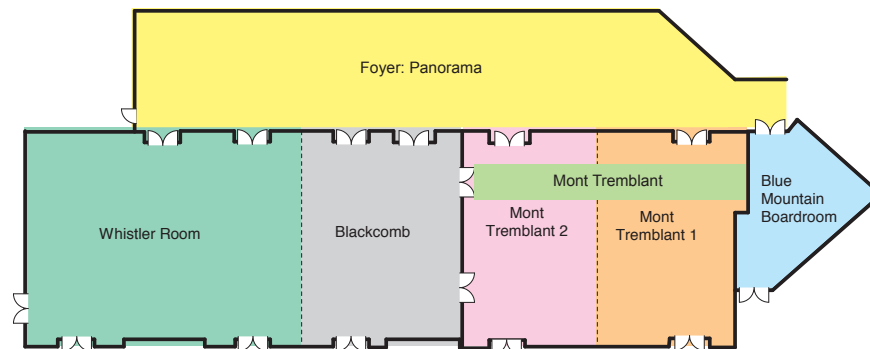 Foyer: Panorama
Mont Tremblant
Blue
Mountain
Boardroom
Whistler Room
Blackcomb
Mont
Tremblant 2
Mont
Tremblant 1